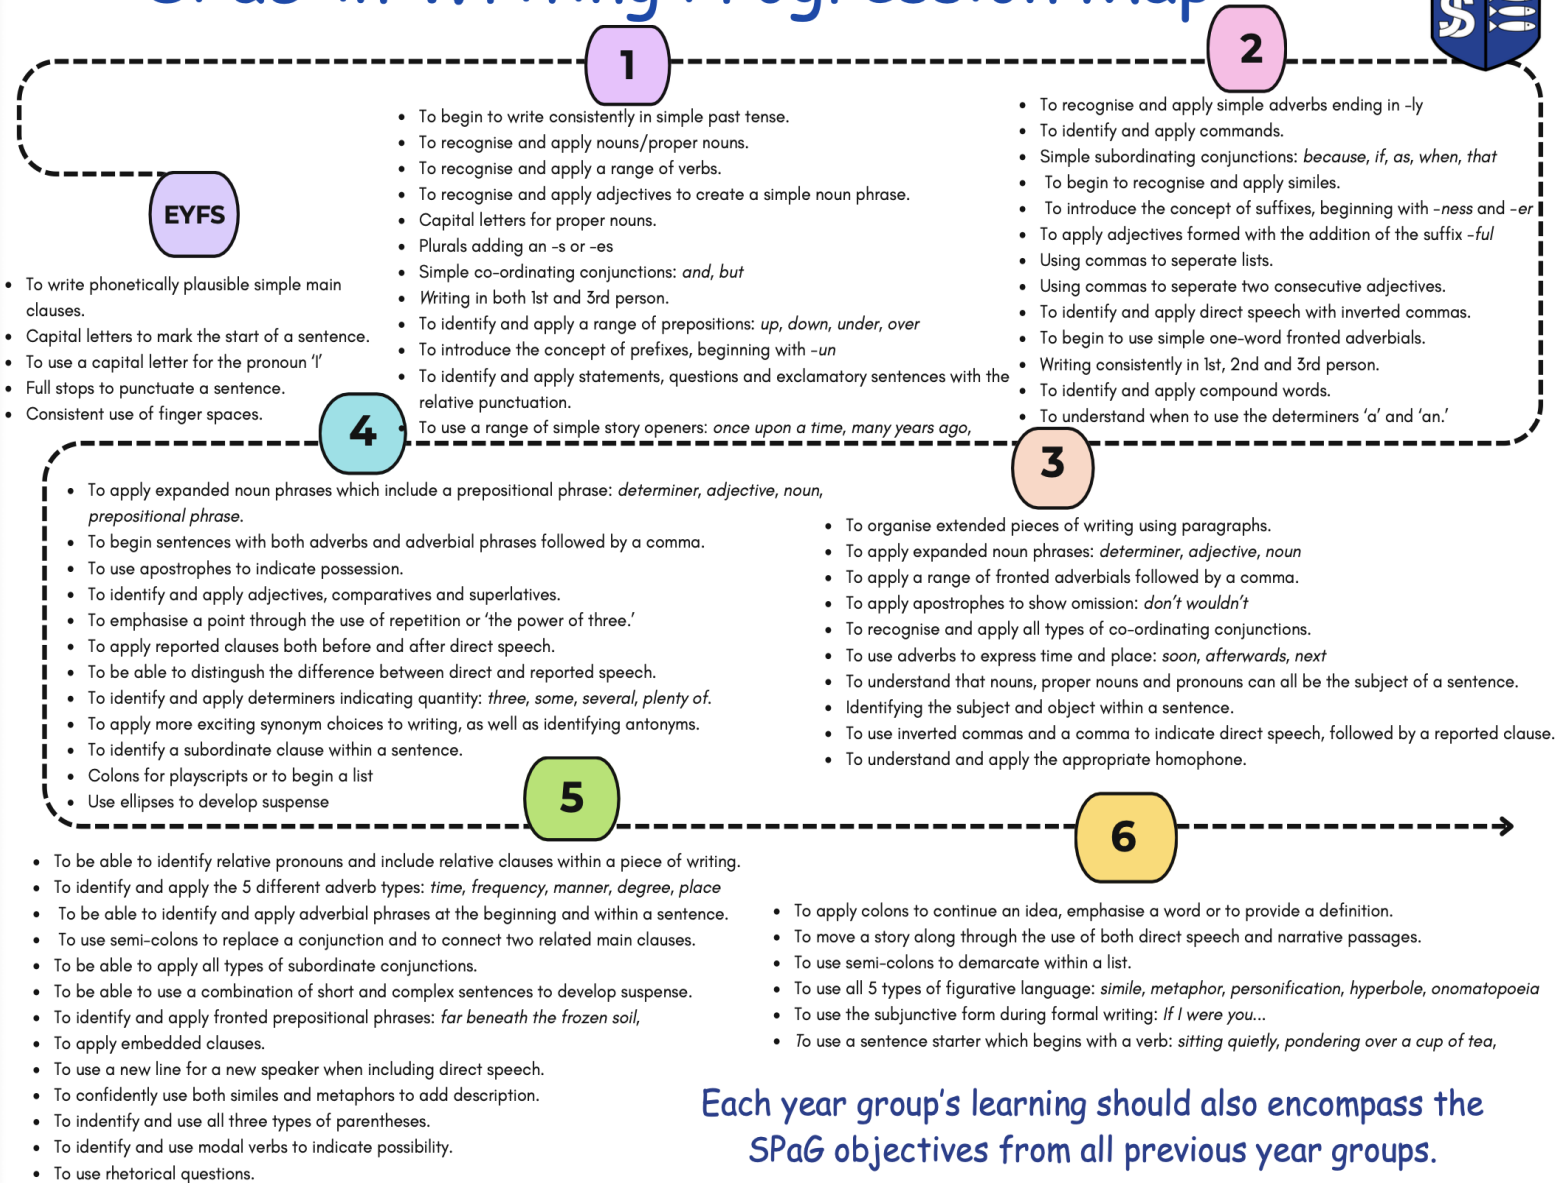 in Writing Progression Map
EYFS
To write phonetically plausible simple main
clauses.
Capital letters to mark the start of a sentence.
To use a capital letter for the pronoun ‘I’
Full stops to punctuate a sentence.
Consistent use of finger spaces.
1
To begin to write consistently in simple past tense.
To recognise and apply nouns/proper nouns.
To recognise and apply a range of verbs.
To recognise and apply adjectives to create a simple noun phrase.
Capital letters for proper nouns.
Plurals adding an -s or -es
Simple co-ordinating conjunctions: and, but
Writing in both 1st and 3rd person.
To identify and apply a range of prepositions: up, down, under, over
To introduce the concept of prefixes, beginning with -un
To identify and apply statements, questions and exclamatory sentences with the
relative punctuation.
To use a range of simple story openers: once upon a time, many years ago,
2
To recognise and apply simple adverbs ending in -ly
To identify and apply commands.
Simple subordinating conjunctions: because, if, as, when, that
To begin to recognise and apply similes.
To introduce the concept of suffixes, beginning with -ness and -er
To apply adjectives formed with the addition of the suffix -ful
Using commas to seperate lists.
Using commas to seperate two consecutive adjectives.
To identify and apply direct speech with inverted commas.
To begin to use simple one-word fronted adverbials.
Writing consistently in 1st, 2nd and 3rd person.
To identify and apply compound words.
To understand when to use the determiners ‘a’ and ‘an.’
3
To organise extended pieces of writing using paragraphs.
To apply expanded noun phrases: determiner, adjective, noun
To apply a range of fronted adverbials followed by a comma.
To apply apostrophes to show omission: don’t wouldn’t
To recognise and apply all types of co-ordinating conjunctions.
To use adverbs to express time and place: soon, afterwards, next
To understand that nouns, proper nouns and pronouns can all be the subject of a sentence.
Identifying the subject and object within a sentence.
To use inverted commas and a comma to indicate direct speech, followed by a reported clause.
To understand and apply the appropriate homophone.
4
To apply expanded noun phrases which include a prepositional phrase: determiner, adjective, noun,
prepositional phrase.
To begin sentences with both adverbs and adverbial phrases followed by a comma.
To use apostrophes to indicate possession.
To identify and apply adjectives, comparatives and superlatives.
To emphasise a point through the use of repetition or ‘the power of three.’
To apply reported clauses both before and after direct speech.
To be able to distingush the difference between direct and reported speech.
To identify and apply determiners indicating quantity: three, some, several, plenty of.
To apply more exciting synonym choices to writing, as well as identifying antonyms.
To identify a subordinate clause within a sentence.
Colons for playscripts or to begin a list
Use ellipses to develop suspense
5
To be able to identify relative pronouns and include relative clauses within a piece of writing.
To identify and apply the 5 different adverb types: time, frequency, manner, degree, place
To be able to identify and apply adverbial phrases at the beginning and within a sentence.
To use semi-colons to replace a conjunction and to connect two related main clauses.
To be able to apply all types of subordinate conjunctions.
To be able to use a combination of short and complex sentences to develop suspense.
To identify and apply fronted prepositional phrases: far beneath the frozen soil,
To apply embedded clauses.
To use a new line for a new speaker when including direct speech.
To confidently use both similes and metaphors to add description.
To indentify and use all three types of parentheses.
To identify and use modal verbs to indicate possibility.
To use rhetorical questions.
6
To apply colons to continue an idea, emphasise a word or to provide a definition.
To move a story along through the use of both direct speech and narrative passages.
To use semi-colons to demarcate within a list.
To use all 5 types of figurative language: simile, metaphor, personification, hyperbole, onomatopoeia
To use the subjunctive form during formal writing: If I were you...
To use a sentence starter which begins with a verb: sitting quietly, pondering over a cup of tea,
Each year group’s learning should also encompass the
SPaG objectives from all previous year groups.